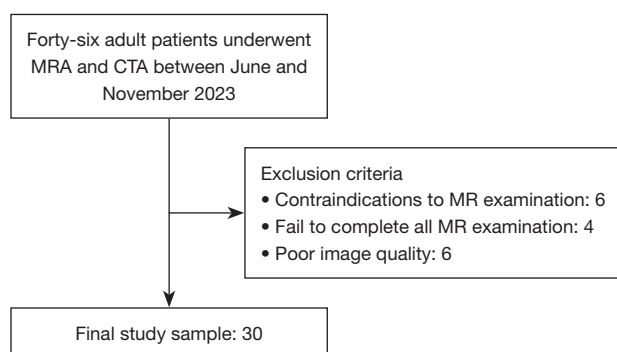 Forty-six adult patients underwent
MRA and CTA between June and
November 2023
Exclusion criteria
• Contraindications to MR examination: 6
• Fail to complete all MR examination: 4
• Poor image quality: 6
Final study sample: 30